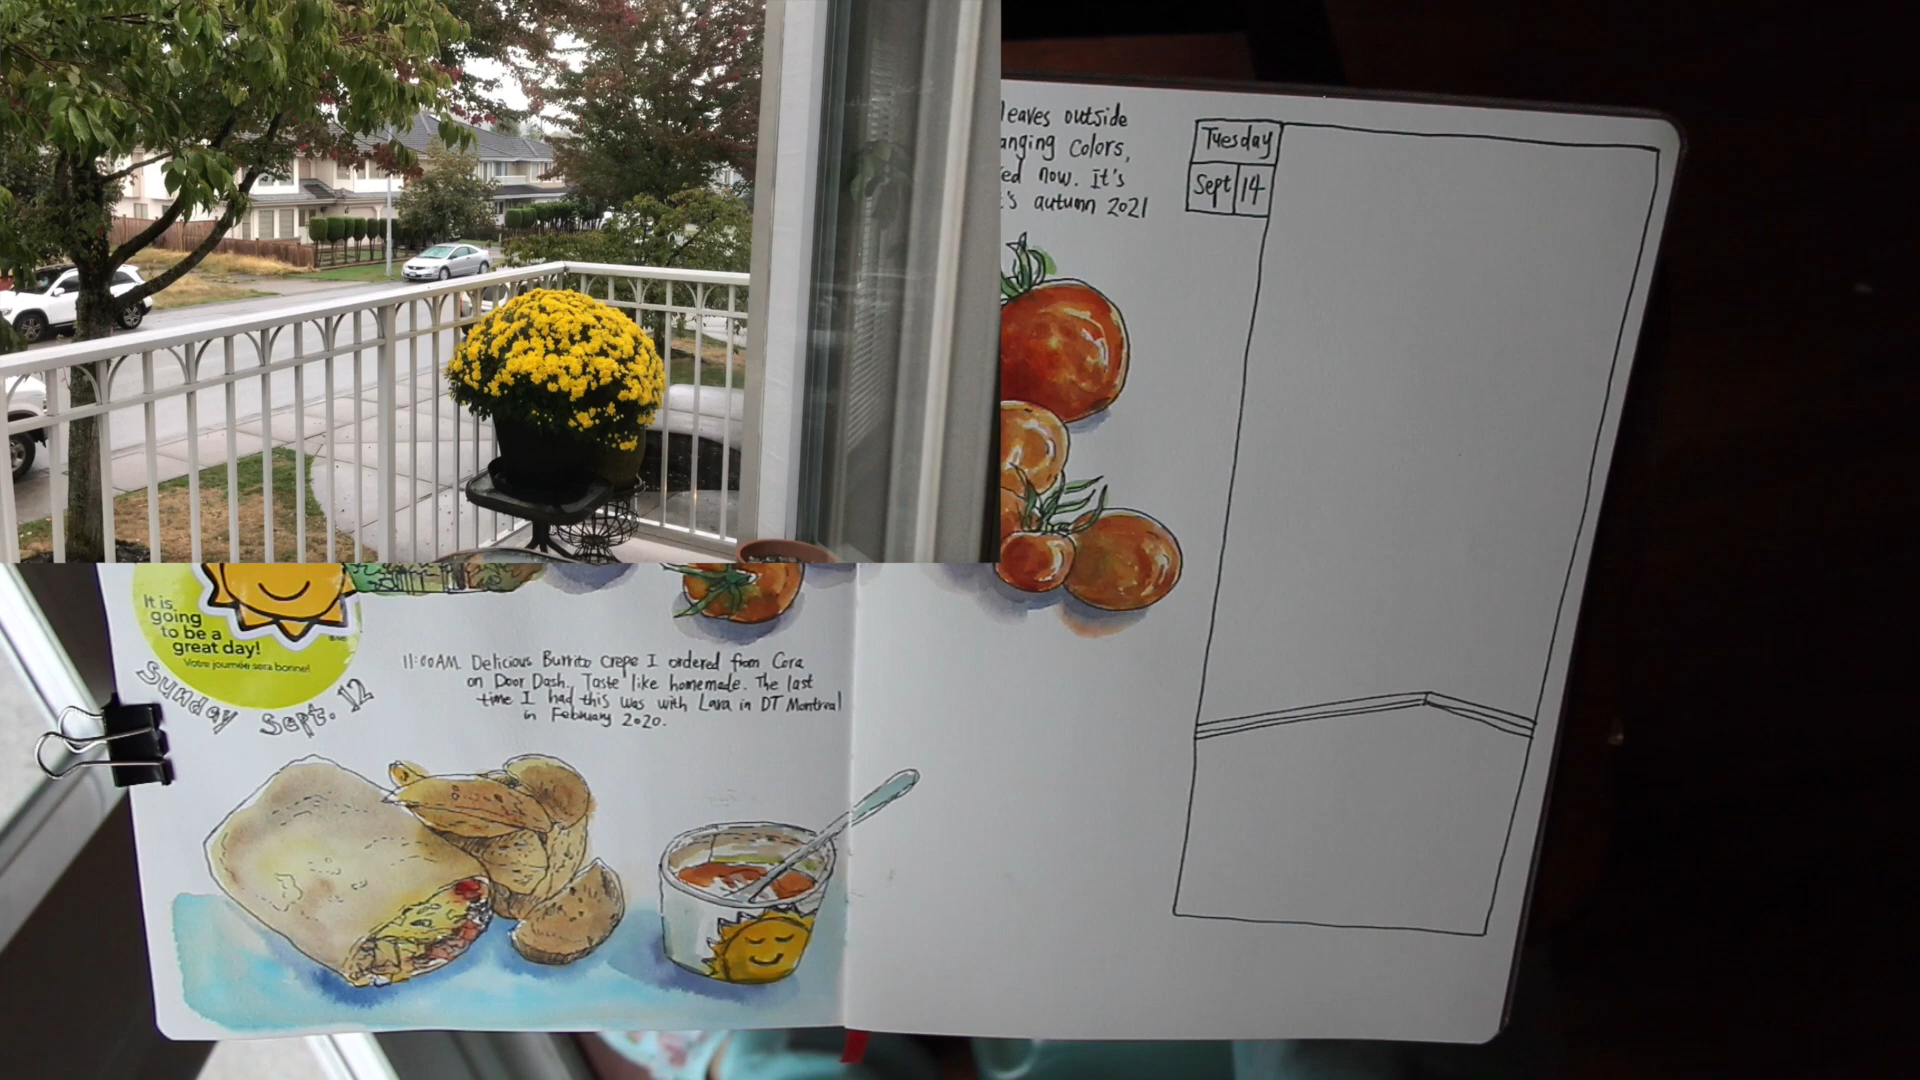 leaves outside
anging colors,
ed now. It's
's autumn 2021
Tuesday
Sept 14
It is
going
to be a
great day!
Votre journée sera bonne!
Sunday Sept. 12
11:00AM Delicious Burrito crepe I ordered from Cora
on Door Dash. Taste like homemade. The last
time I had this was with Lara in DT Montreal
in February 2020.